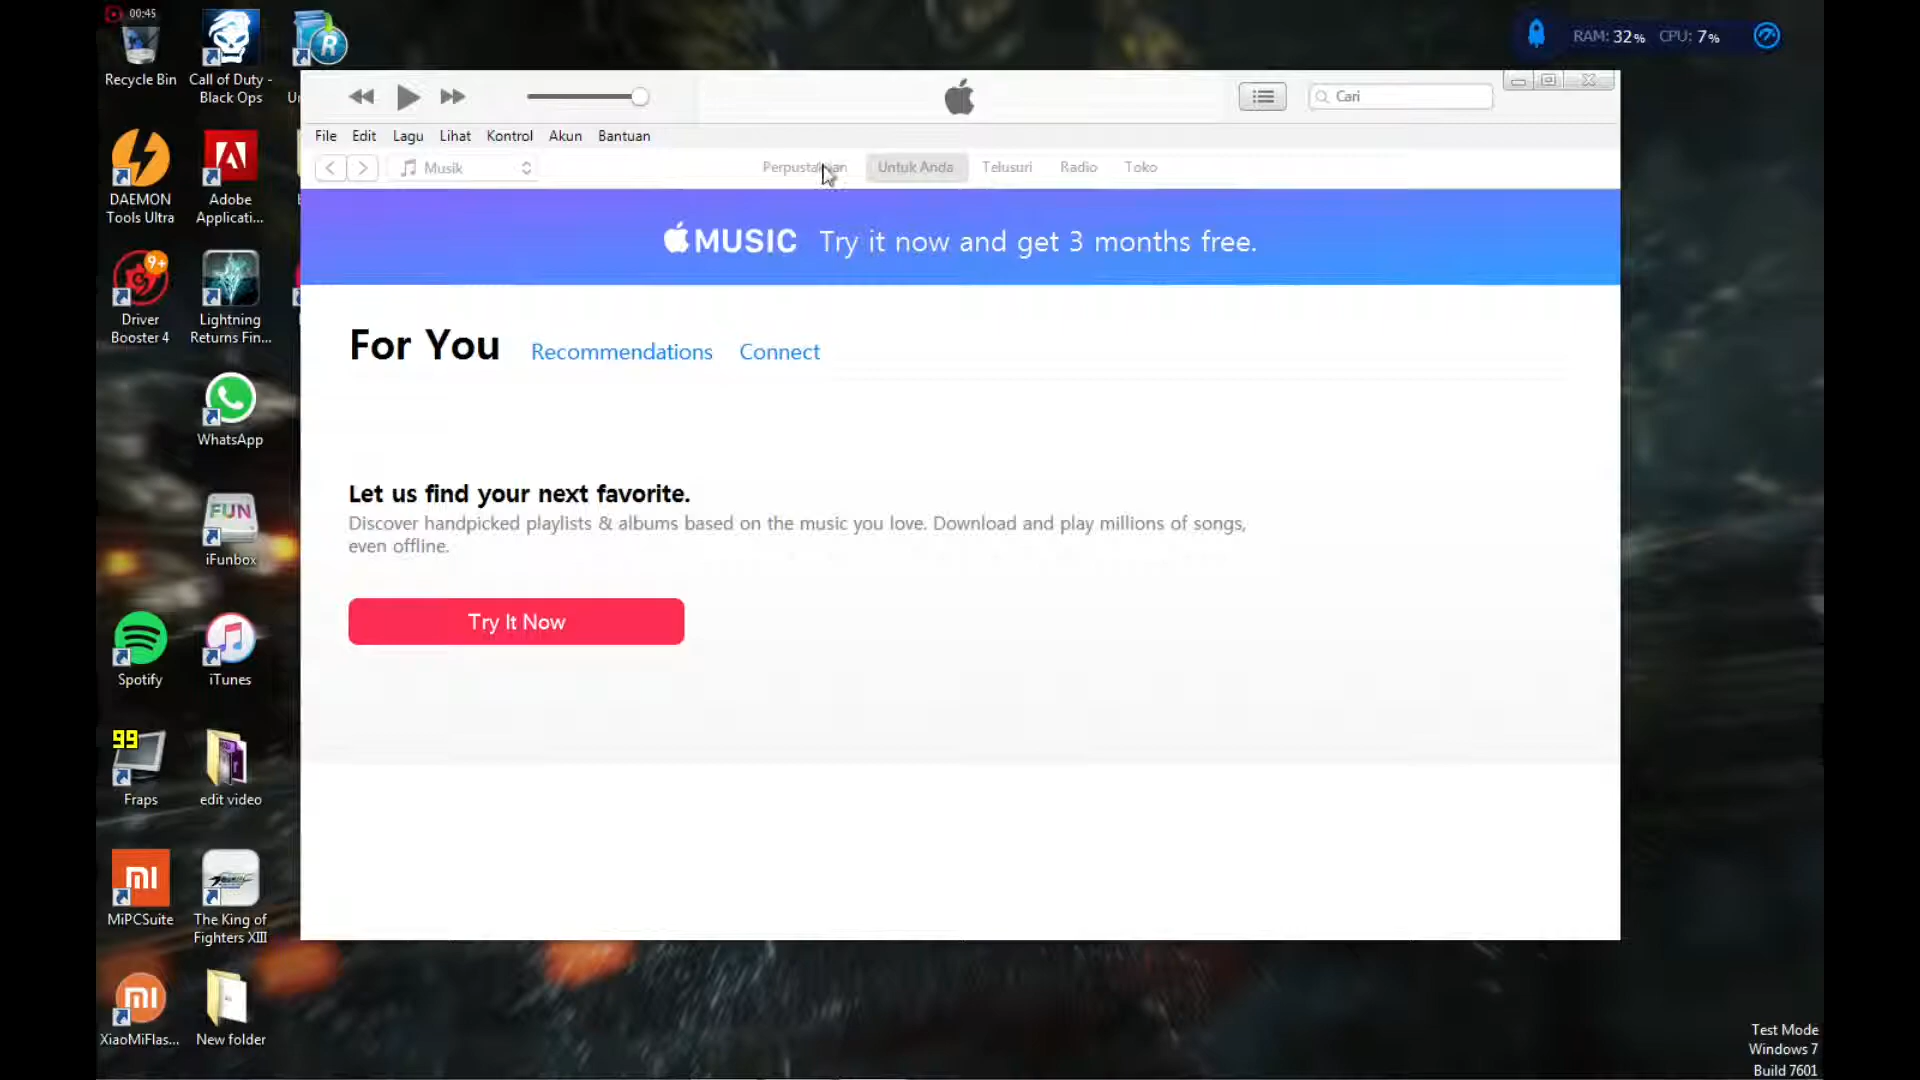 00:45
Recycle Bin
Call of Duty -
Black Ops
RAM: 32% CPU: 7%
Cari
File Edit Lagu Lihat Kontrol Akun Bantuan
Musik
Untuk Anda Telusuri Radio Toko
MUSIC Try it now and get 3 months free.
For You Recommendations Connect
Let us find your next favorite.
Discover handpicked playlists & albums based on the music you love. Download and play millions of songs,
even offline.
Try It Now
DAEMON
Tools Ultra
Adobe
Applicati...
9+
Driver
Booster 4
Lightning
Returns Fin...
WhatsApp
FUN
iFunbox
Spotify
iTunes
99
Fraps
edit video
MI
MiPCSuite
The King of
Fighters XIII
MI
XiaoMiFlas...
New folder
Test Mode
Windows 7
Build 7601